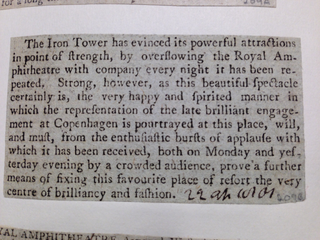 The Iron Tower has evinced its powerful attractions
in point of strength, by overflowing the Royal Am-
phitheatre with company every night it has been re-
peated. Strong, however, as this beautiful spectacle
certainly is, the very happy and spirited manner in
which the representation of the late brilliant engage-
ment at Copenhagen is pourtrayed at this place, will,
and must, from the enthusiastic bursts of applause with
which it has been received, both on Monday and yes-
terday evening by a crowded audience, prove a further
means of fixing this favourite place of resort the very
centre of brilliancy and fashion.